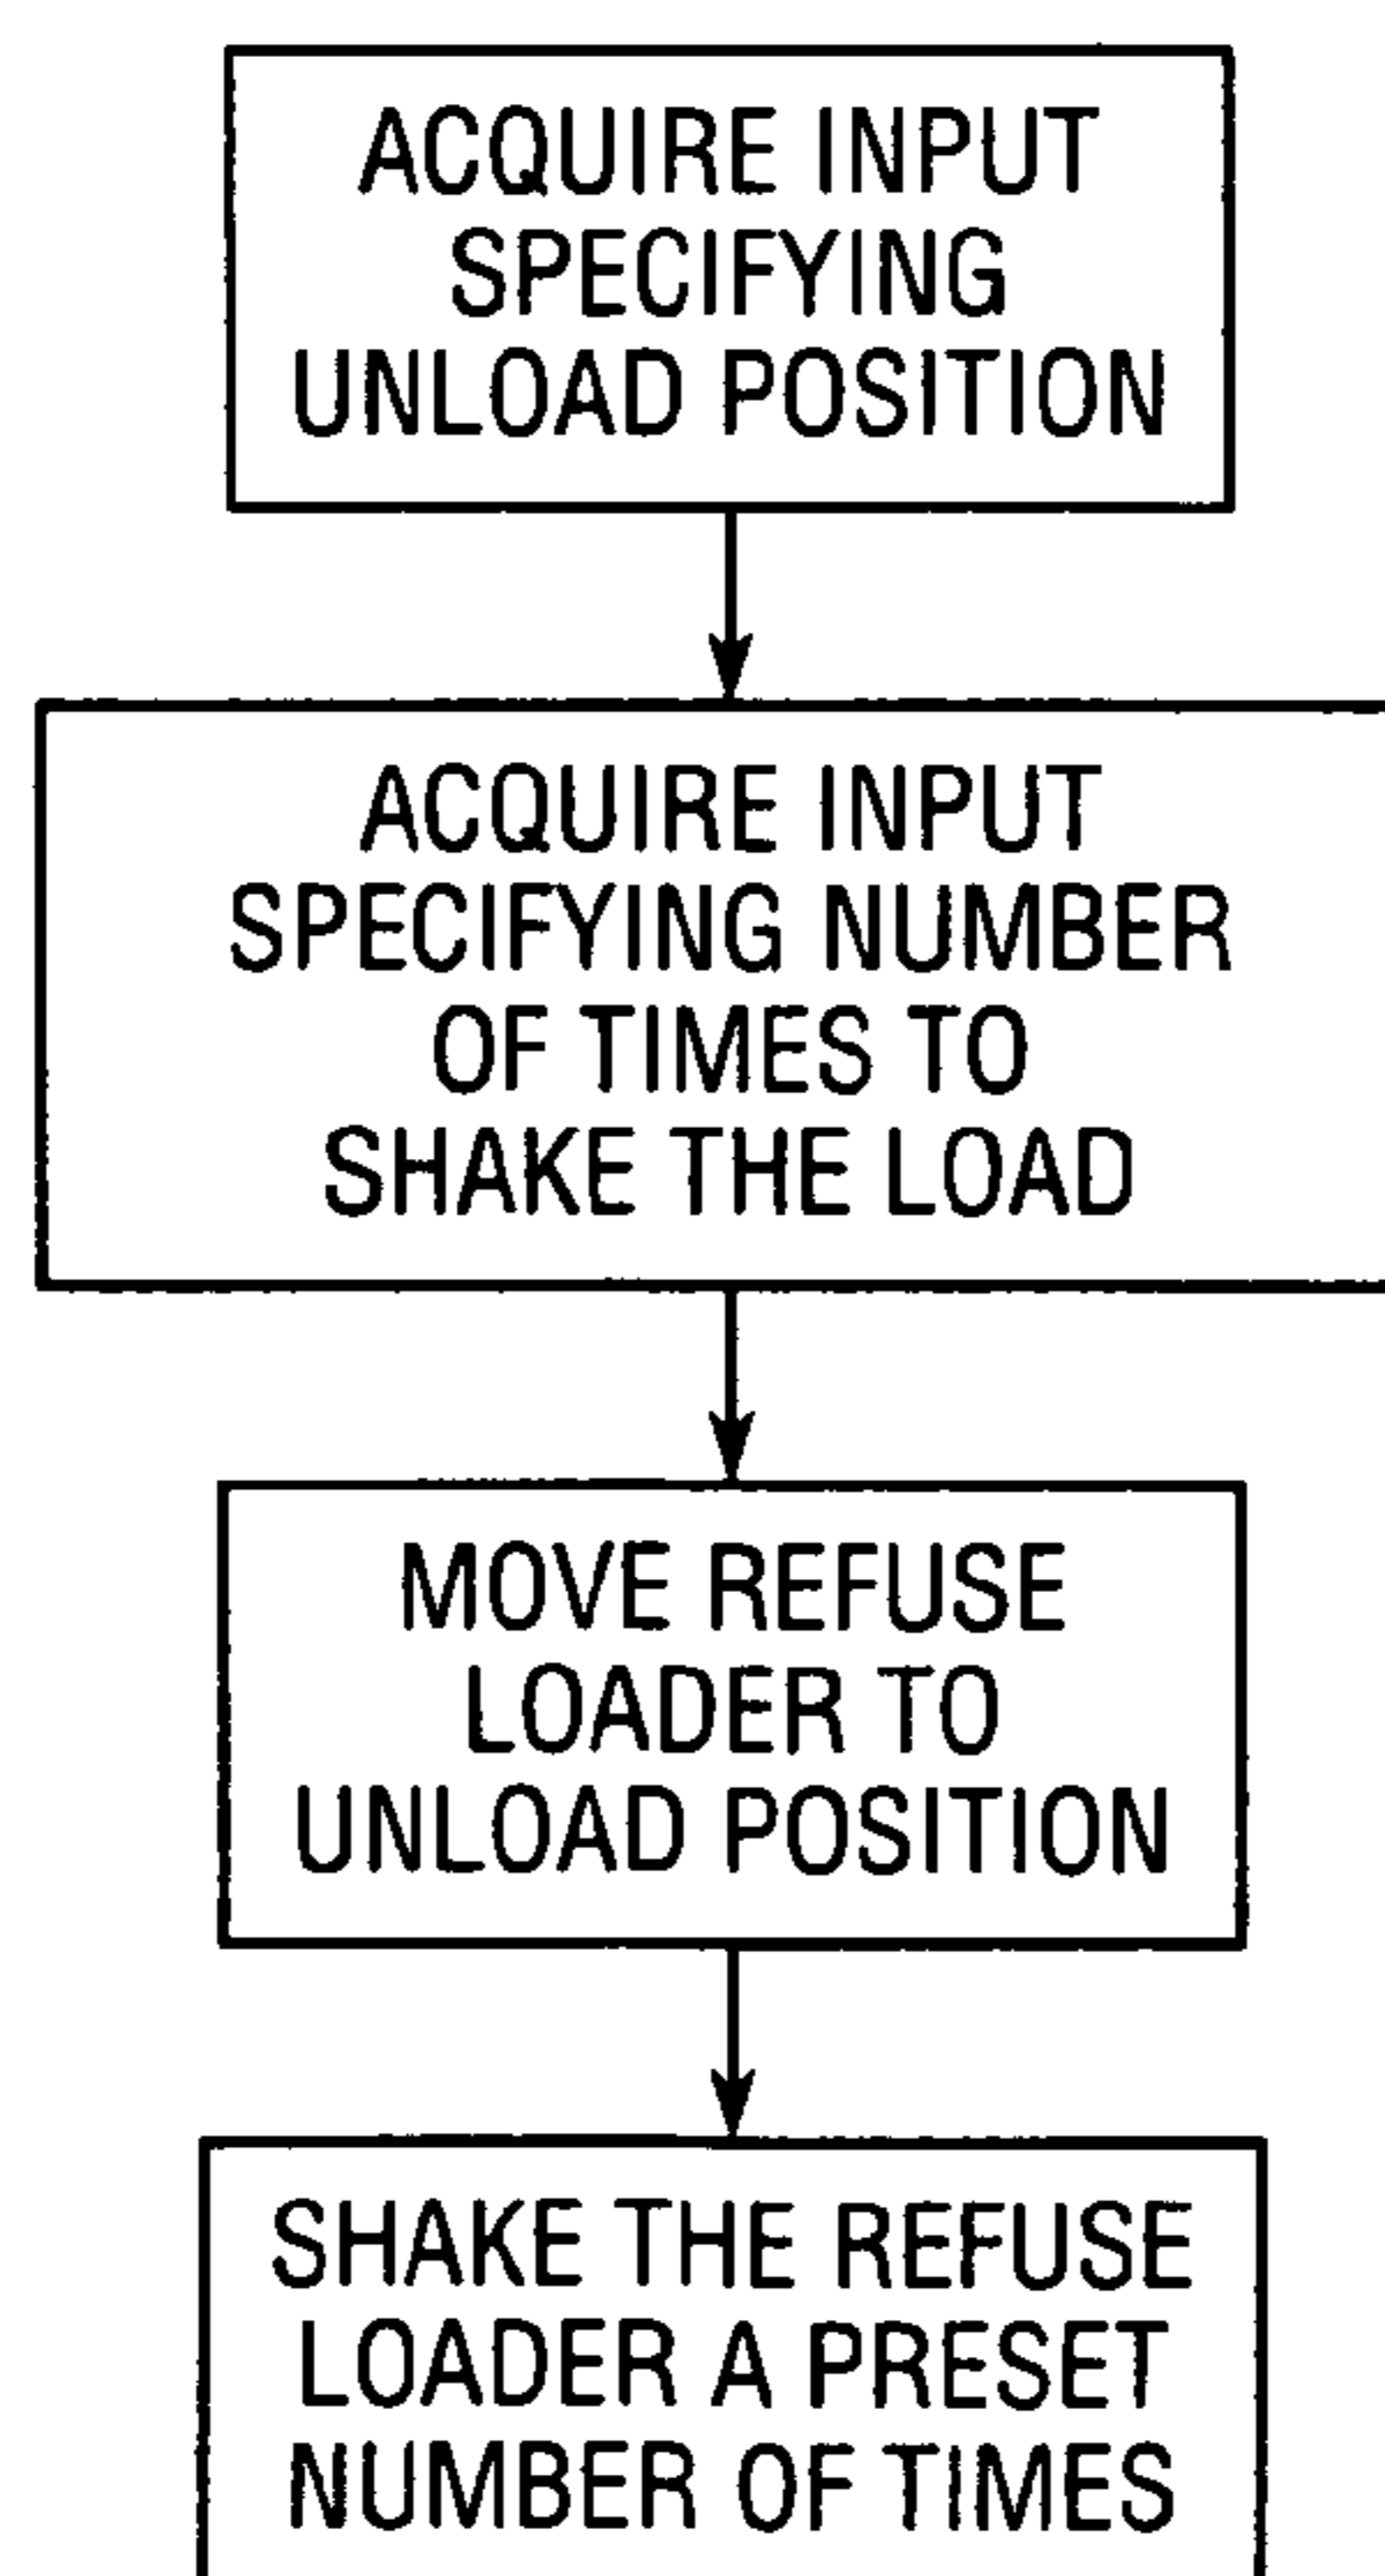 ACQUIRE INPUT
SPECIFYING
UNLOAD POSITION
ACQUIRE INPUT
SPECIFYING NUMBER
OF TIMES TO
SHAKE THE LOAD
MOVE REFUSE
LOADER TO
UNLOAD POSITION
SHAKE THE REFUSE
LOADER A PRESET
NUMBER OF TIMES